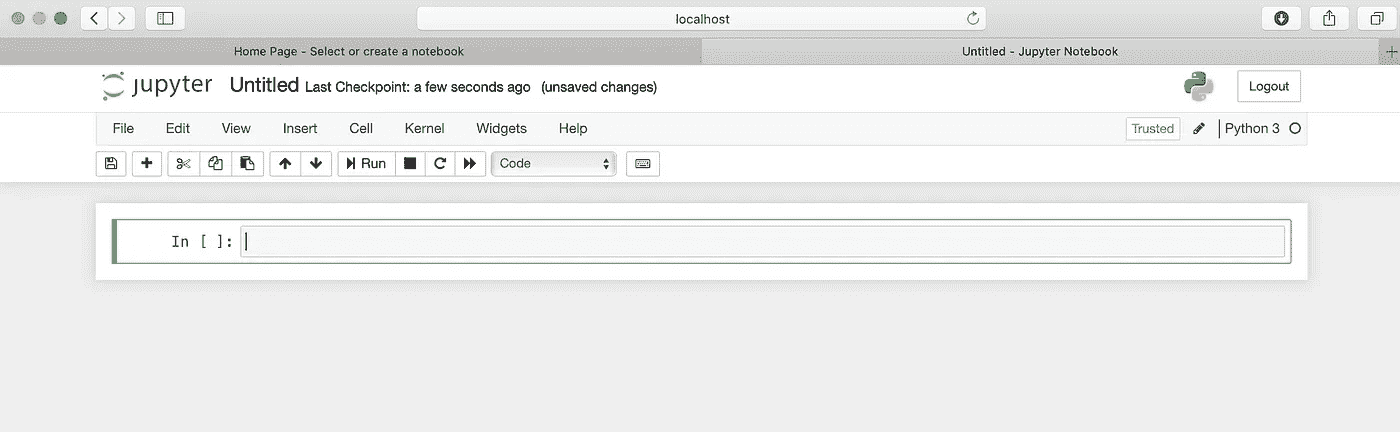 localhost
Home Page - Select or create a notebook Untitled - Jupyter Notebook
jupyter Untitled Last Checkpoint: a few seconds ago (unsaved changes) Logout
File Edit View Insert Cell Kernel Widgets Help Trusted Python 3
Run Code
In [ ]: